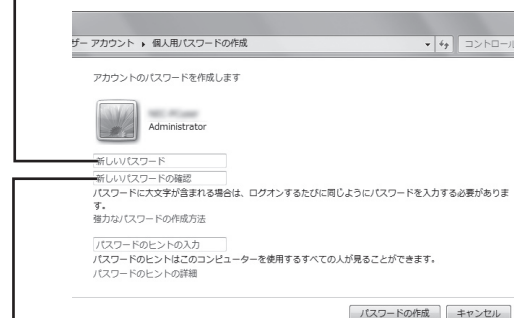 ザー アカウント ▸ 個人用パスワードの作成
コントロール
アカウントのパスワードを作成します
Administrator
新しいパスワード
新しいパスワードの確認
パスワードに大文字が含まれる場合は、ログオンするたびに同じようにパスワードを入力する必要がありま
す。
強力なパスワードの作成方法
パスワードのヒントの入力
パスワードのヒントはこのコンピューターを使用するすべての人が見ることができます。
パスワードのヒントの詳細
パスワードの作成 キャンセル